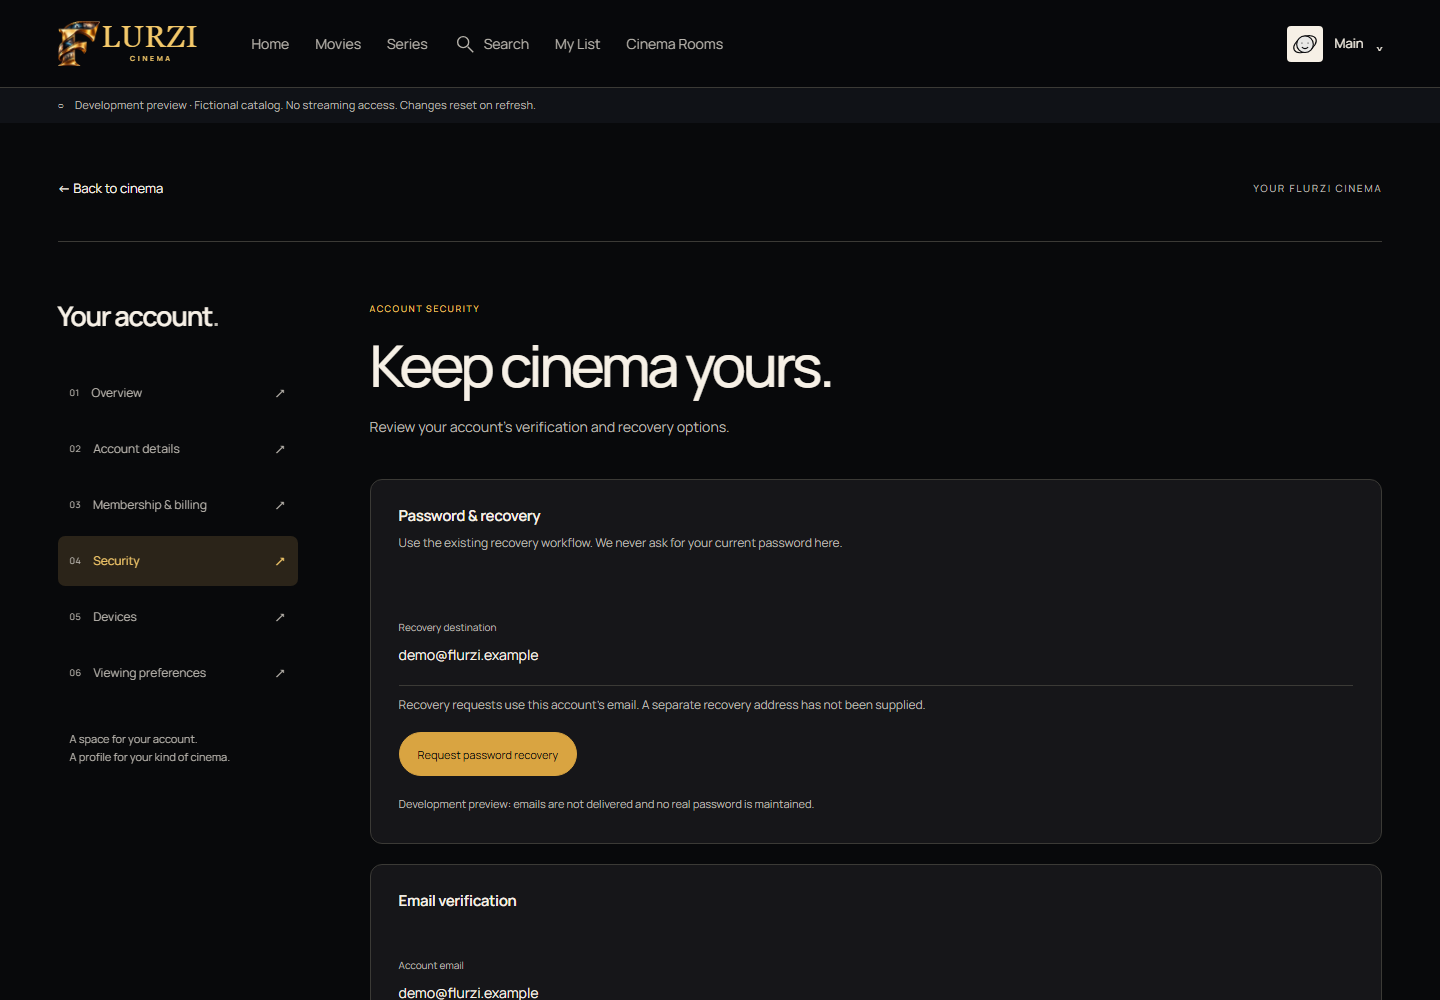 FLURZI
CINEMA
Home
Movies
Series
Search
My List
Cinema Rooms
Main
Development preview · Fictional catalog. No streaming access. Changes reset on refresh.
← Back to cinema
YOUR FLURZI CINEMA
Your account.
01 Overview ↗
02 Account details ↗
03 Membership & billing ↗
04 Security ↗
05 Devices ↗
06 Viewing preferences ↗
A space for your account.
A profile for your kind of cinema.
ACCOUNT SECURITY
Keep cinema yours.
Review your account's verification and recovery options.
Password & recovery
Use the existing recovery workflow. We never ask for your current password here.
Recovery destination
demo@flurzi.example
Recovery requests use this account's email. A separate recovery address has not been supplied.
Request password recovery
Development preview: emails are not delivered and no real password is maintained.
Email verification
Account email
demo@flurzi.example